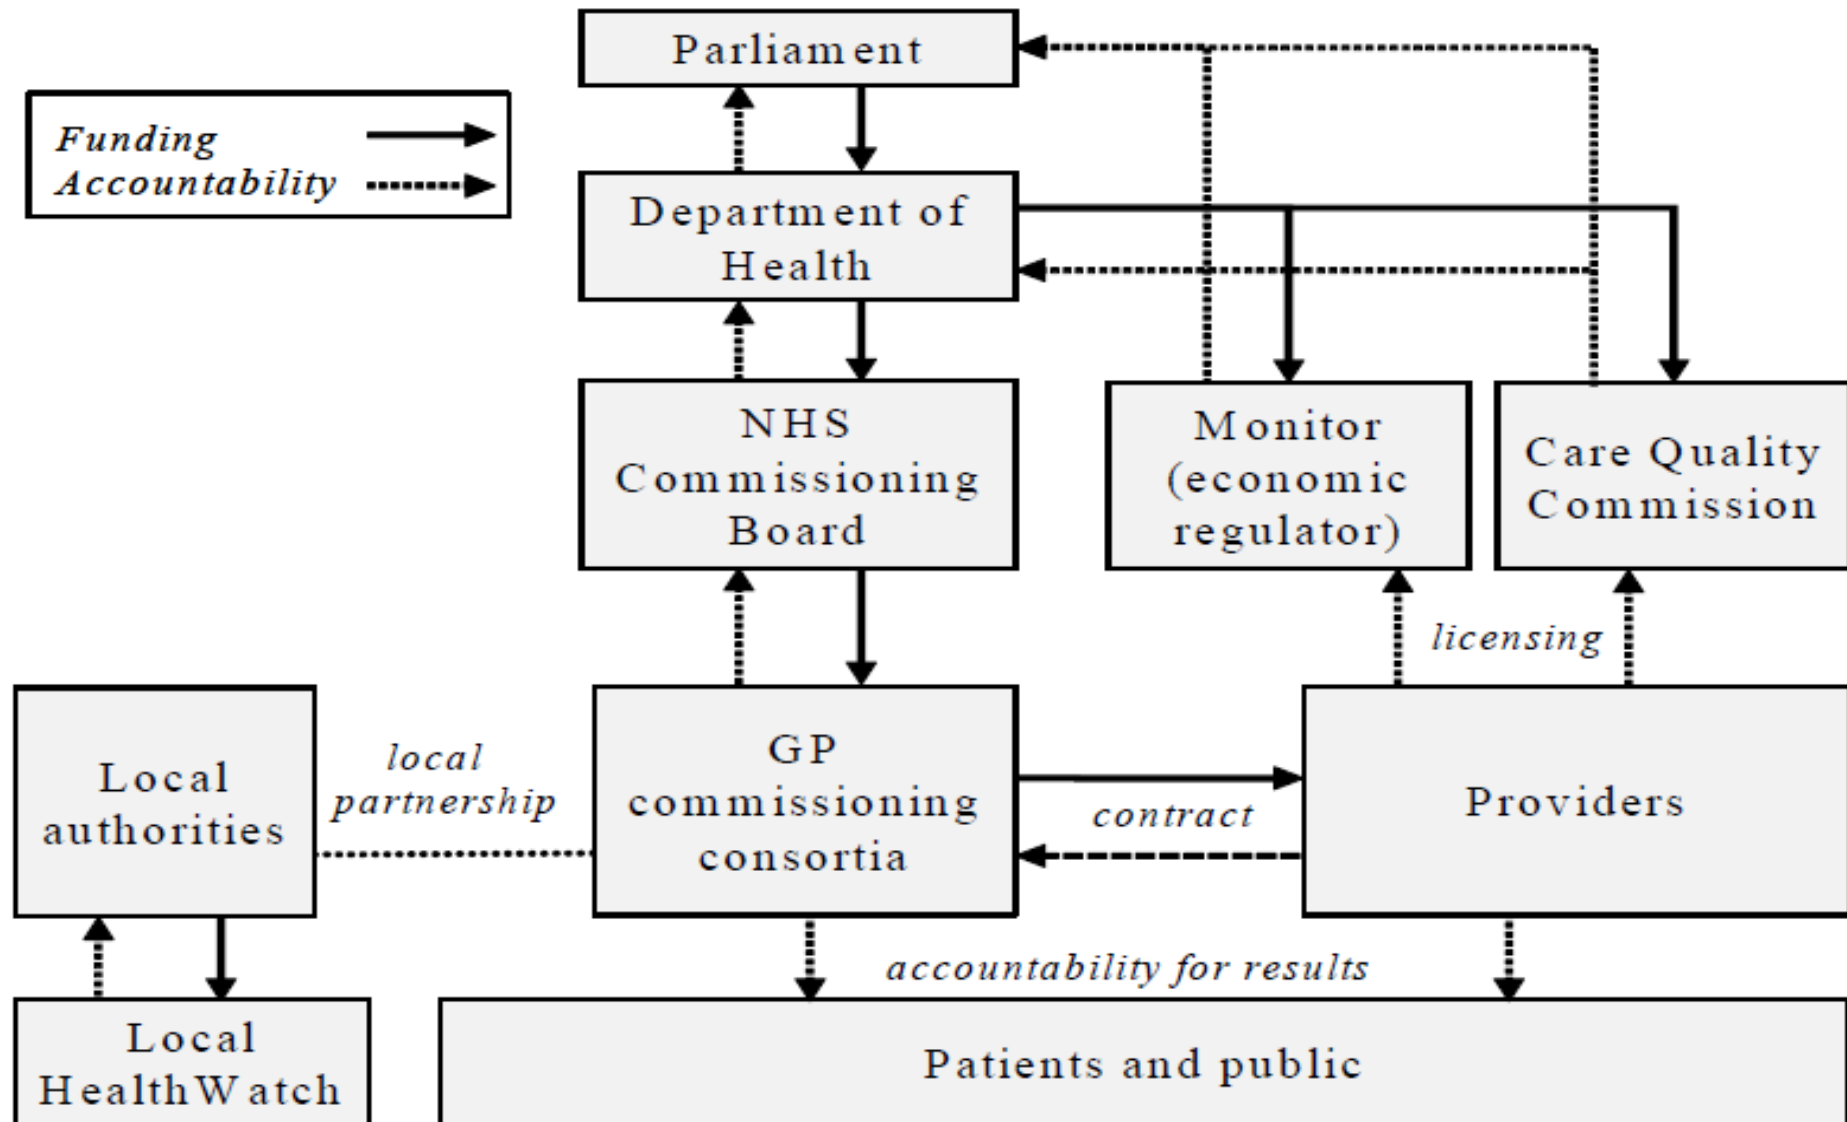 Parliament
Funding
Accountability
Department of
Health
NHS
Commissioning
Board
Monitor
(economic
regulator)
Care Quality
Commission
licensing
Local
authorities
local
partnership
GP
commissioning
consortia
contract
Providers
accountability for results
Local
HealthWatch
Patients and public